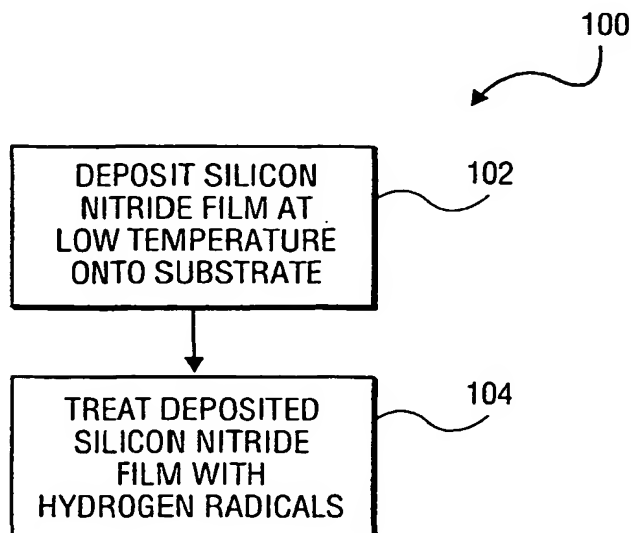 100
DEPOSIT SILICON
NITRIDE FILM AT
LOW TEMPERATURE
ONTO SUBSTRATE
102
TREAT DEPOSITED
SILICON NITRIDE
FILM WITH
HYDROGEN RADICALS
104